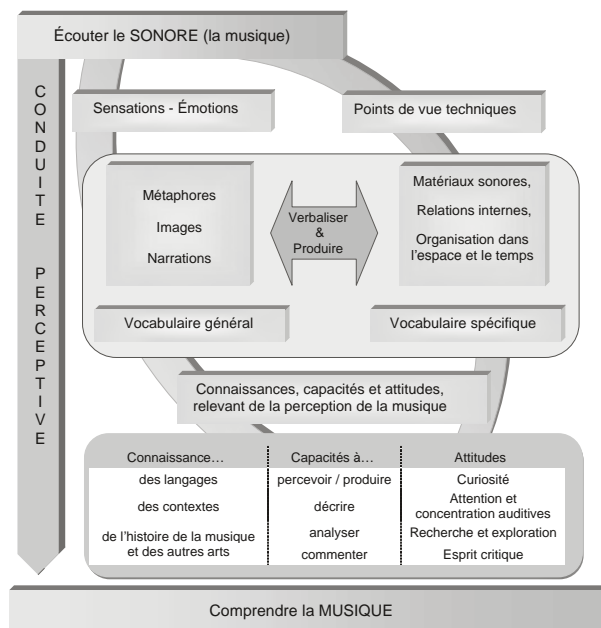 Écouter le SONORE (la musique)
CONDUITE PERCEPTIVE
Sensations - Émotions
Points de vue techniques
Métaphores
Images
Narrations
Verbaliser
&
Produire
Matériaux sonores,
Relations internes,
Organisation dans
l'espace et le temps
Vocabulaire général
Vocabulaire spécifique
Connaissances, capacités et attitudes,
relevant de la perception de la musique
Connaissance…
Capacités à…
Attitudes
des langages
percevoir / produire
Curiosité
des contextes
décrire
Attention et
concentration auditives
de l'histoire de la musique
et des autres arts
analyser
Recherche et exploration
commenter
Esprit critique
Comprendre la MUSIQUE